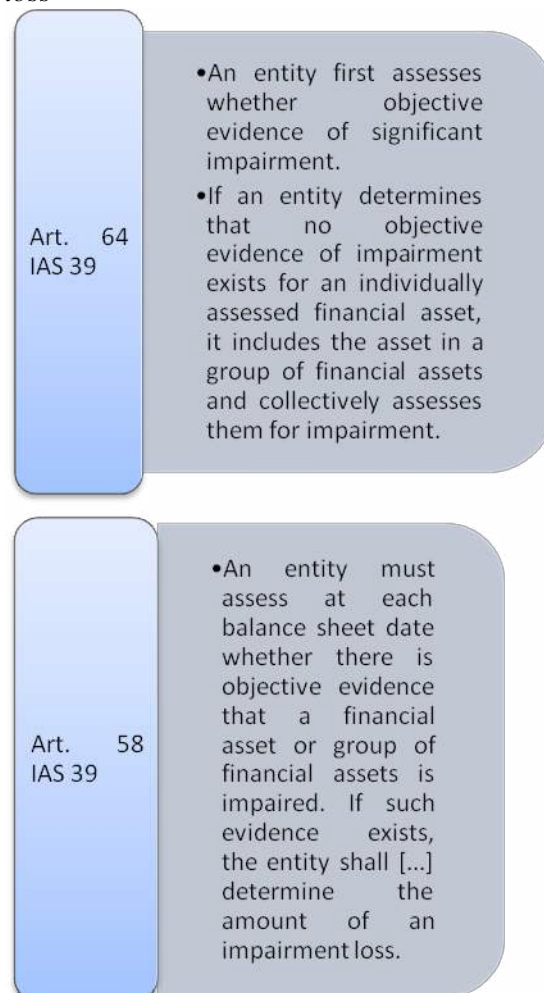 loss
Art. 64
IAS 39
•An entity first assesses
whether objective
evidence of significant
impairment.
•If an entity determines
that no objective
evidence of impairment
exists for an individually
assessed financial asset,
it includes the asset in a
group of financial assets
and collectively assesses
them for impairment.
Art. 58
IAS 39
•An entity must
assess at each
balance sheet date
whether there is
objective evidence
that a financial
asset or group of
financial assets is
impaired. If such
evidence exists,
the entity shall [...]
determine the
amount of an
impairment loss.